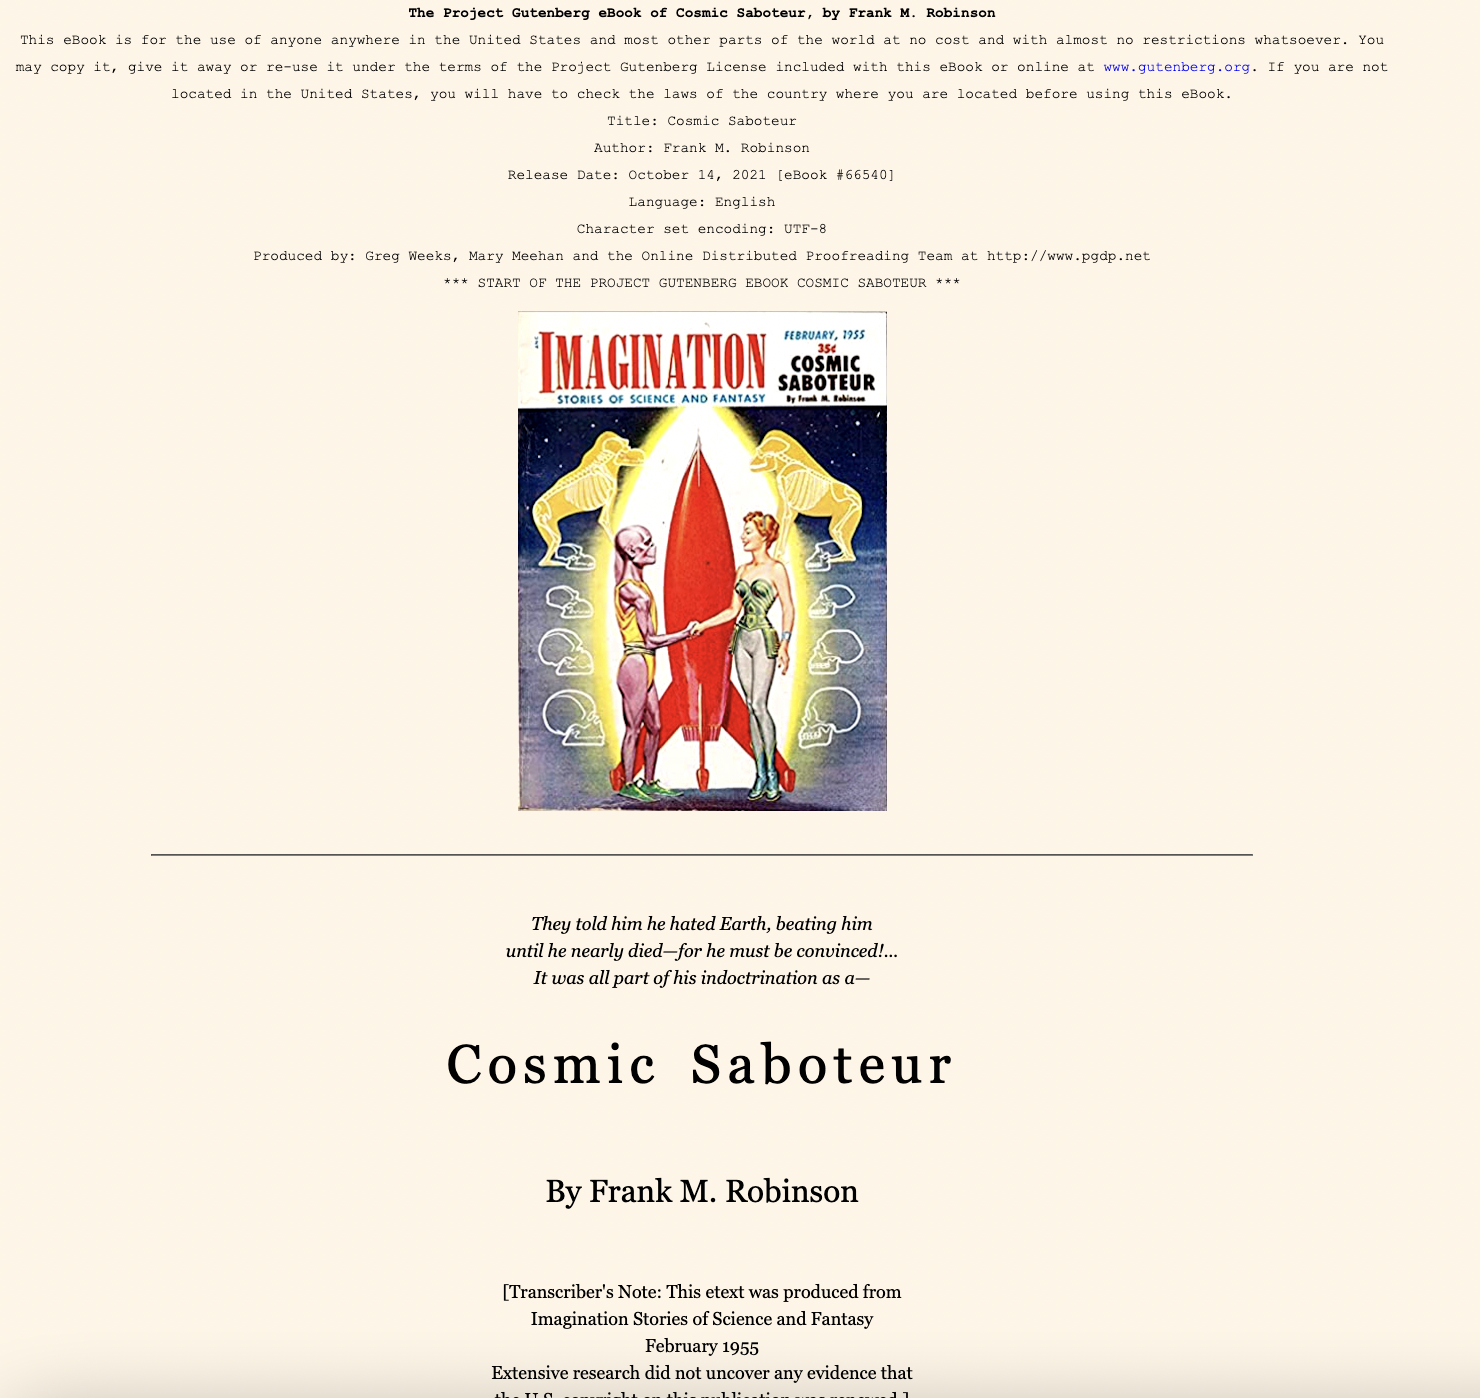 The Project Gutenberg eBook of Cosmic Saboteur, by Frank M. Robinson
This eBook is for the use of anyone anywhere in the United States and most other parts of the world at no cost and with almost no restrictions whatsoever. You
may copy it, give it away or re-use it under the terms of the Project Gutenberg License included with this eBook or online at www.gutenberg.org. If you are not
located in the United States, you will have to check the laws of the country where you are located before using this eBook.
Title: Cosmic Saboteur
Author: Frank M. Robinson
Release Date: October 14, 2021 [eBook #66540]
Language: English
Character set encoding: UTF-8
Produced by: Greg Weeks, Mary Meehan and the Online Distributed Proofreading Team at http://www.pgdp.net
*** START OF THE PROJECT GUTENBERG EBOOK COSMIC SABOTEUR ***
IMAGINATION
STORIES OF SCIENCE AND FANTASY
FEBRUARY, 1955
35¢
COSMIC
SABOTEUR
By Frank M. Robinson
They told him he hated Earth, beating him
until he nearly died—for he must be convinced!...
It was all part of his indoctrination as a—
Cosmic Saboteur
By Frank M. Robinson
[Transcriber's Note: This etext was produced from
Imagination Stories of Science and Fantasy
February 1955
Extensive research did not uncover any evidence that
the U.S. copyright on this publication was renewed.]